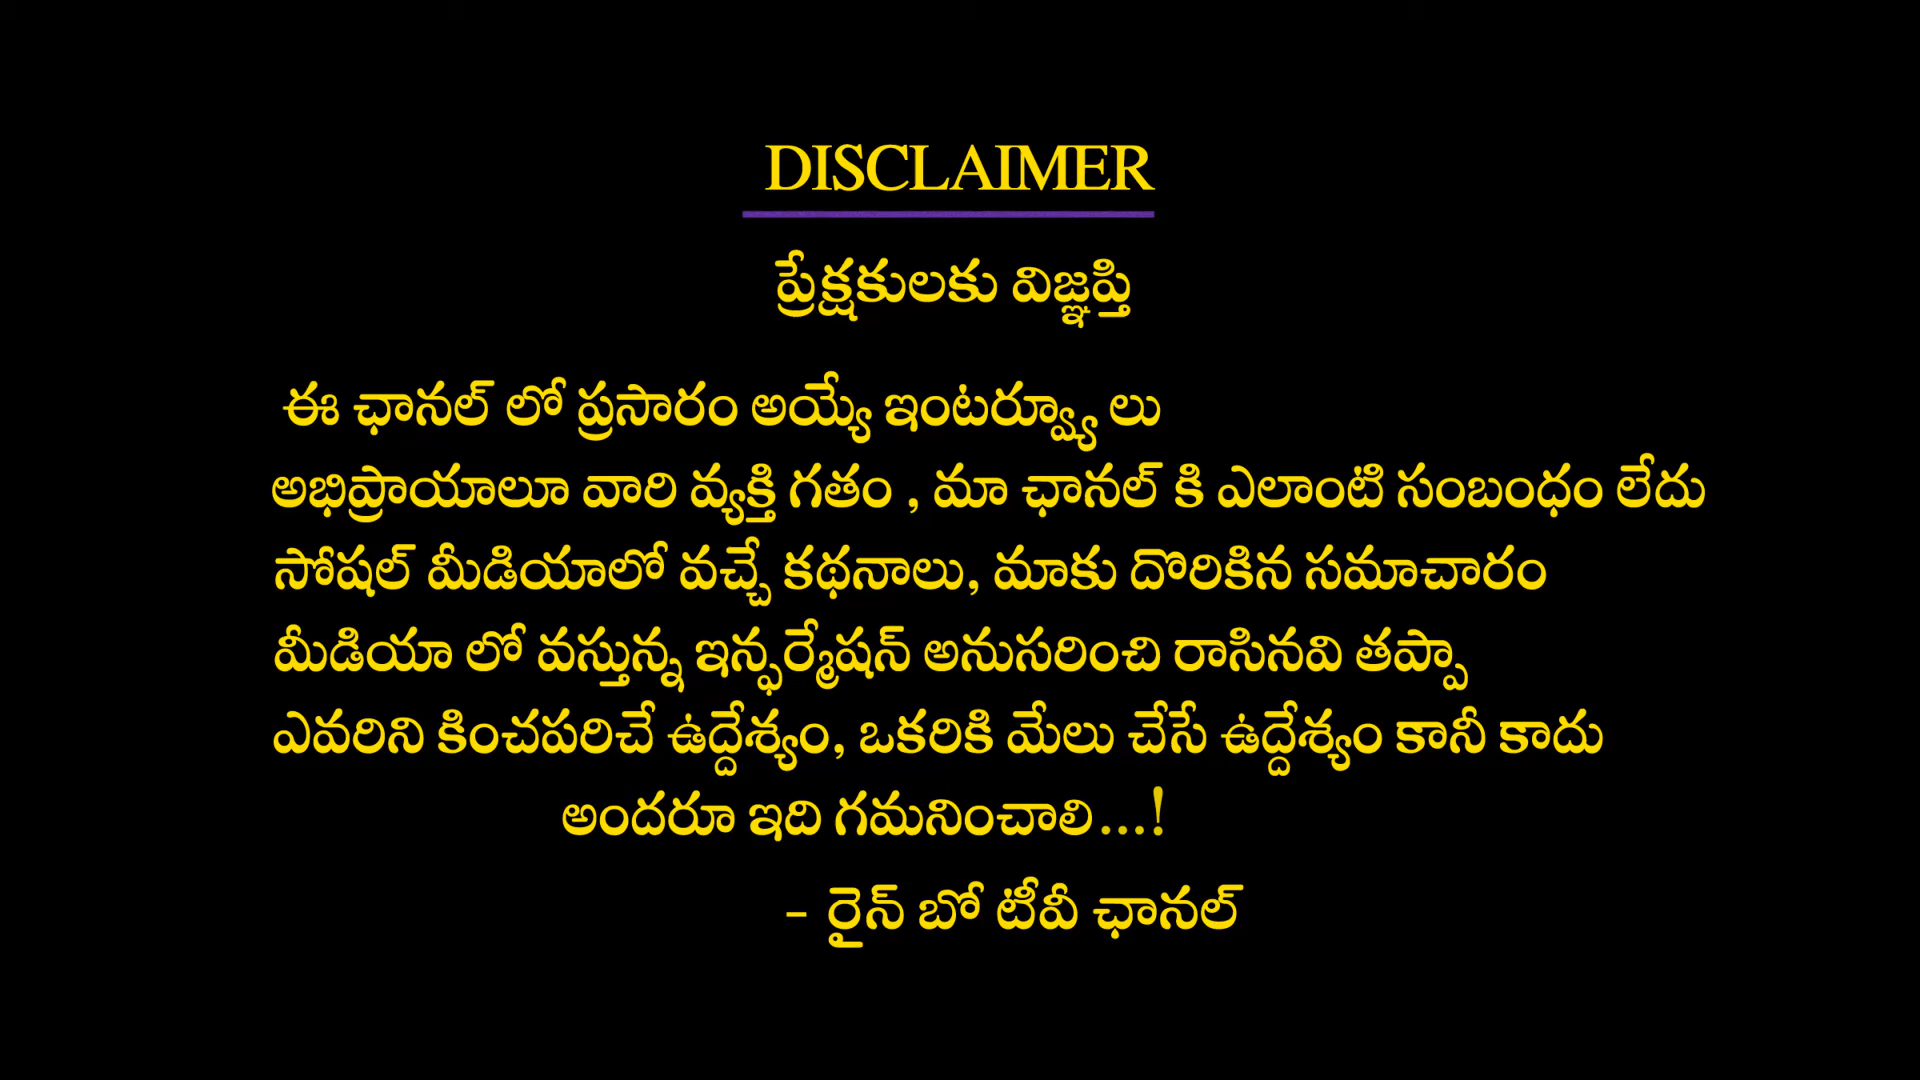 DISCLAIMER
ప్రేక్షకులకు విజ్ఞప్తి
ఈ ఛానల్ లో ప్రసారం అయ్యే ఇంటర్వ్యూ లు
అభిప్రాయాలూ వారి వ్యక్తి గతం , మా ఛానల్ కి ఎలాంటి సంబంధం లేదు
సోషల్ మీడియాలో వచ్చే కథనాలు, మాకు దొరికిన సమాచారం
మీడియా లో వస్తున్న ఇన్ఫర్మేషన్ అనుసరించి రాసినవి తప్పా
ఎవరిని కించపరిచే ఉద్దేశ్యం, ఒకరికి మేలు చేసే ఉద్దేశ్యం కానీ కాదు
అందరూ ఇది గమనించాలి...!
- రైన్ బో టీవీ ఛానల్